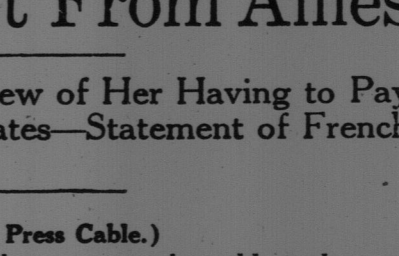 t From Allies
ew of Her Having to Pay
ates—Statement of French
Press Cable.)